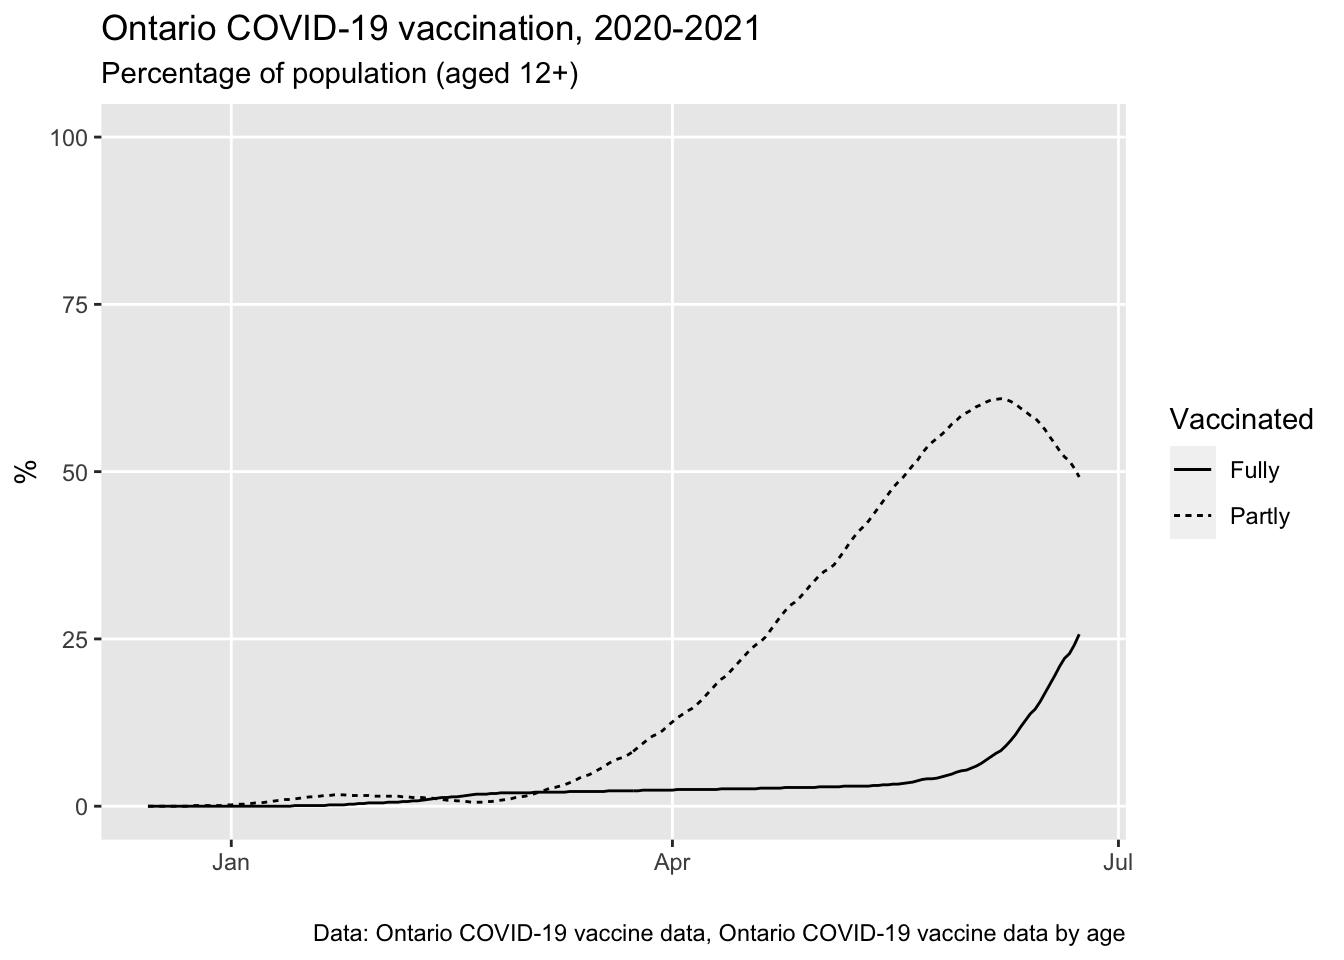 Ontario COVID-19 vaccination, 2020-2021
Percentage of population (aged 12+)
100
75
50
25
0
%
Jan Apr Jul
Vaccinated
Fully
Partly
Data: Ontario COVID-19 vaccine data, Ontario COVID-19 vaccine data by age